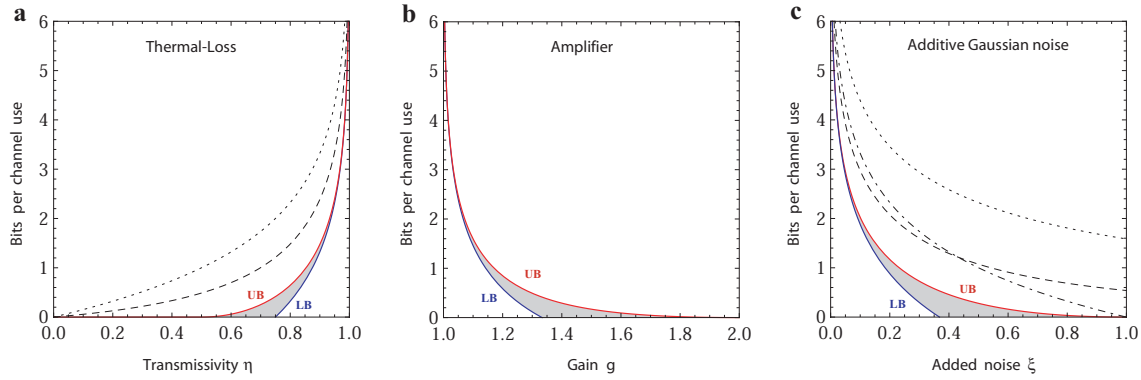 a
Thermal-Loss
Bits per channel use
6
5
4
3
2
1
0
UB
LB
0.0 0.2 0.4 0.6 0.8 1.0
Transmissivity η
b
Amplifier
Bits per channel use
6
5
4
3
2
1
0
UB
LB
1.0 1.2 1.4 1.6 1.8 2.0
Gain g
c
Additive Gaussian noise
Bits per channel use
6
5
4
3
2
1
0
UB
LB
0.0 0.2 0.4 0.6 0.8 1.0
Added noise ξ